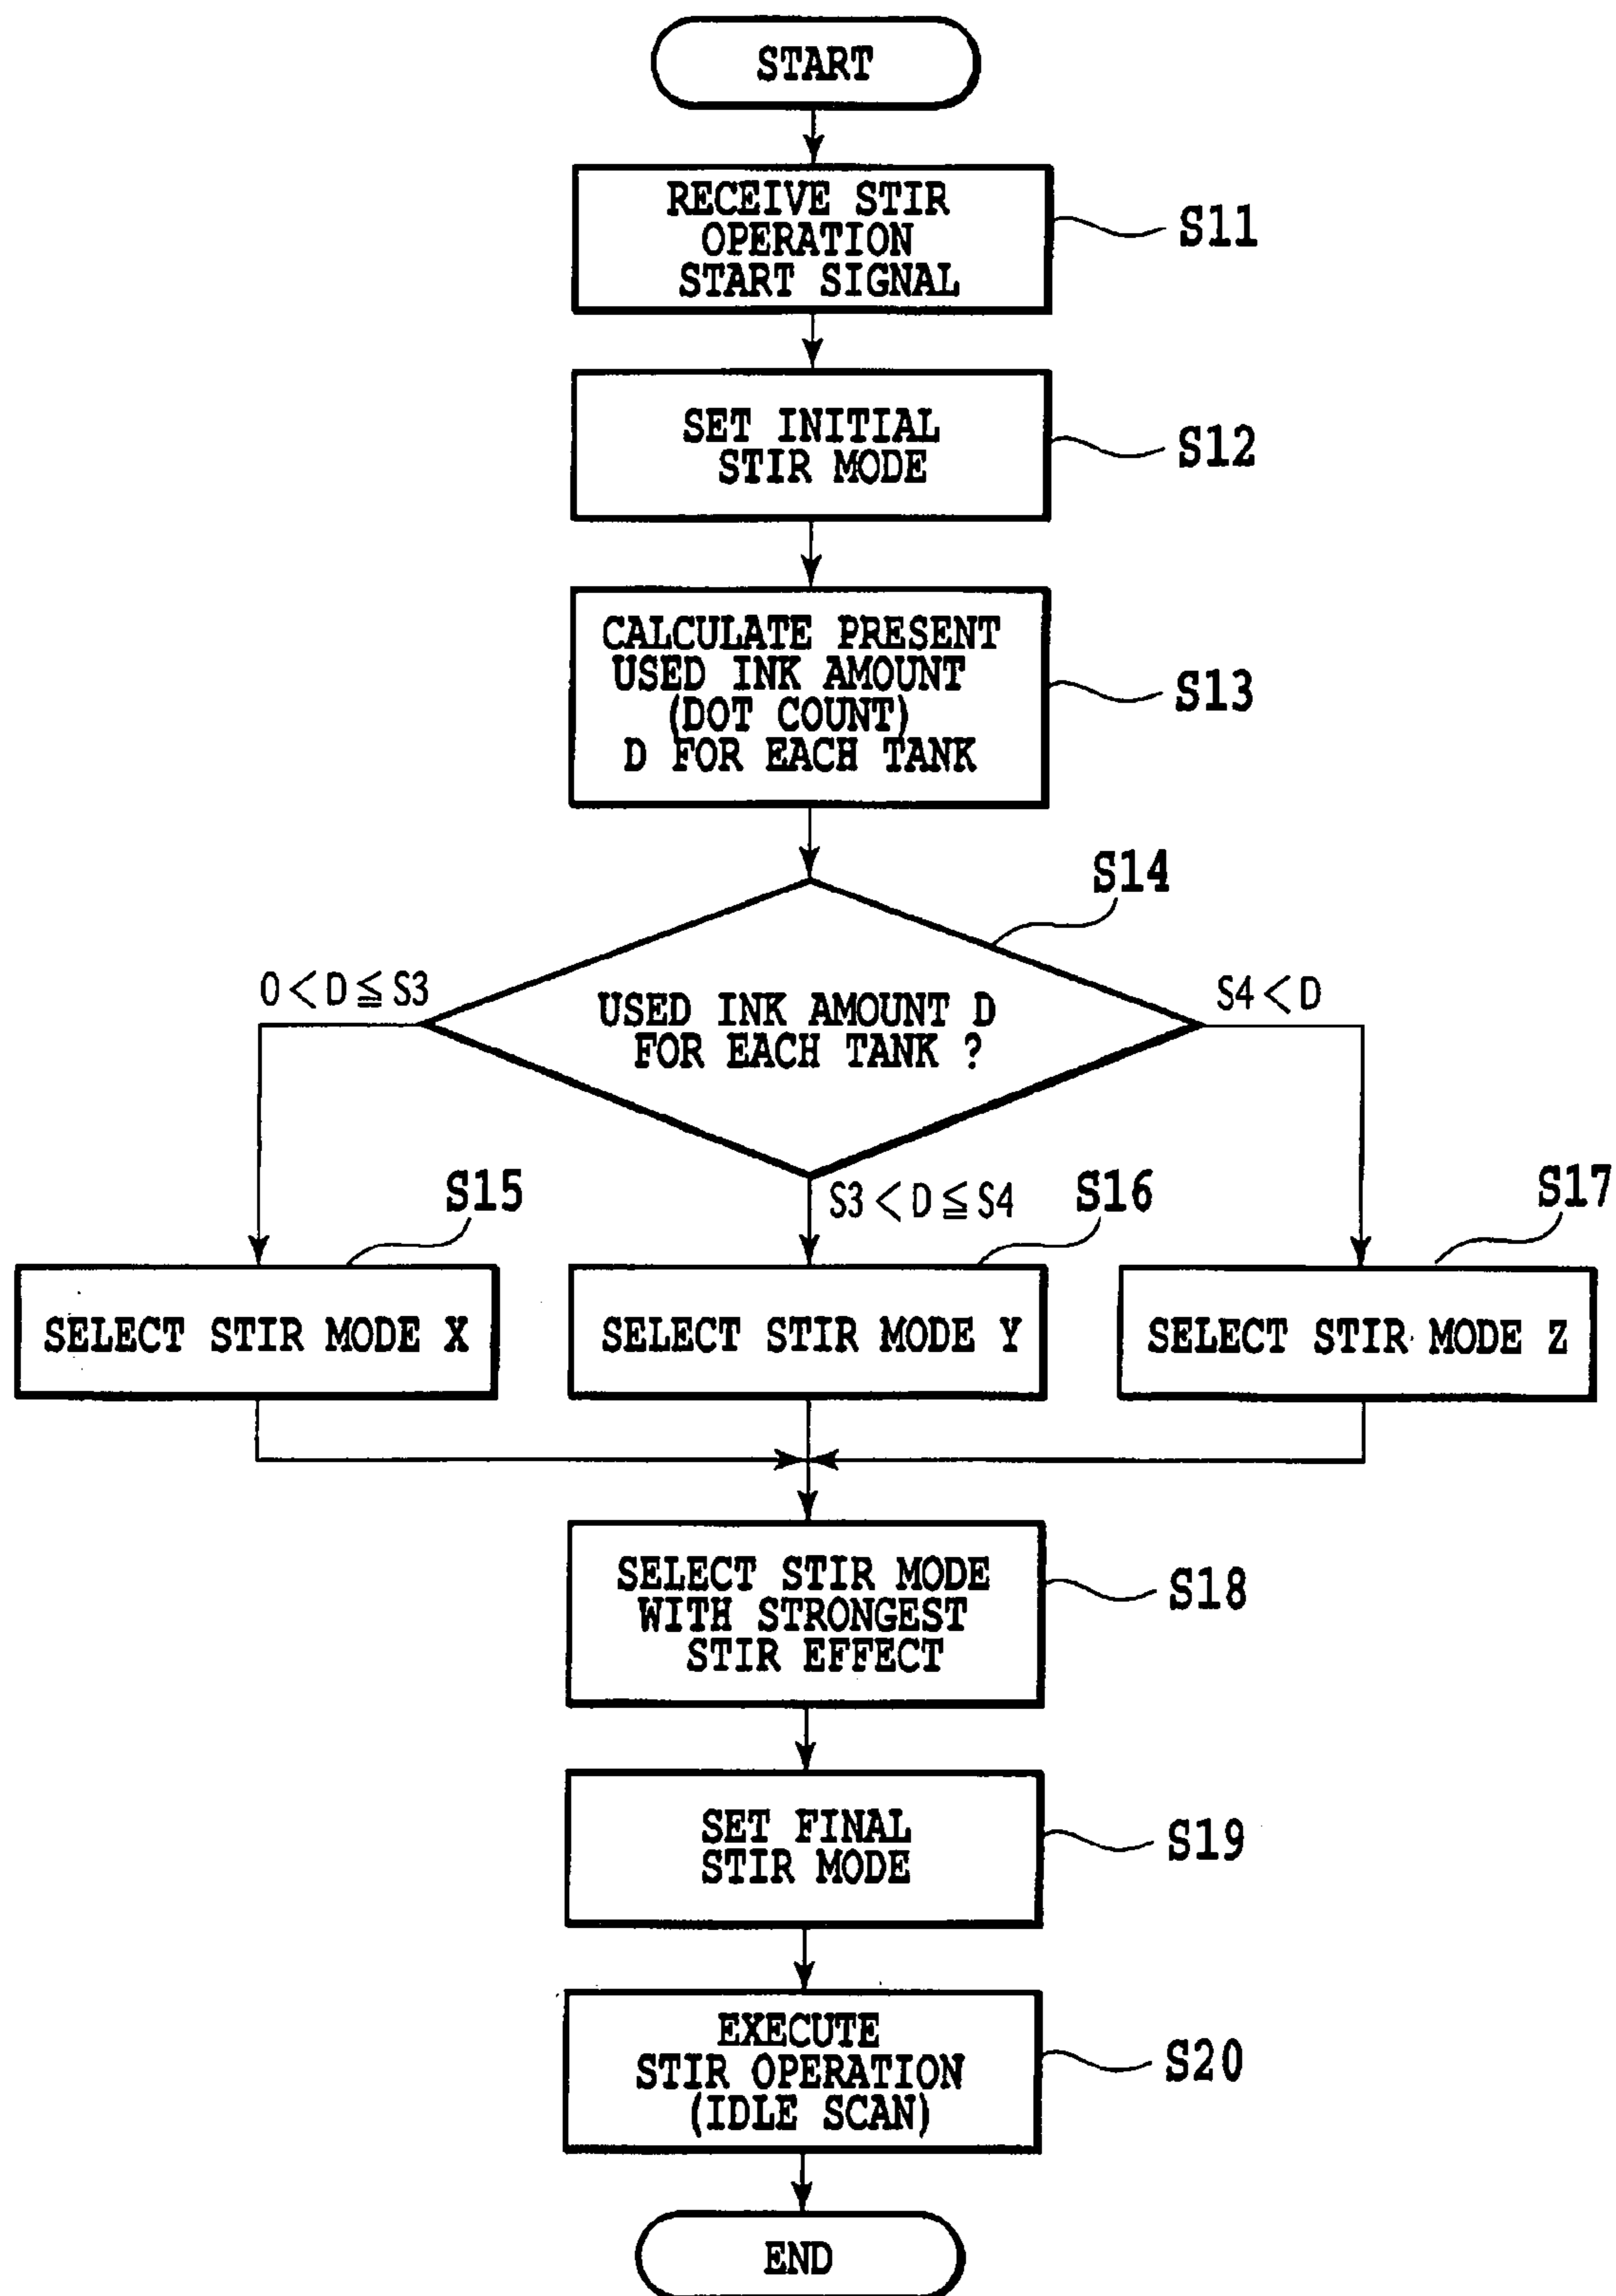 START
RECEIVE STIR
OPERATION
START SIGNAL
S11
SET INITIAL
STIR MODE
S12
CALCULATE PRESENT
USED INK AMOUNT
(DOT COUNT)
D FOR EACH TANK
S13
S14
0<D≦S3
USED INK AMOUNT D
FOR EACH TANK ?
S4<D
S3<D≦S4
S15
S16
S17
SELECT STIR MODE X
SELECT STIR MODE Y
SELECT STIR MODE Z
SELECT STIR MODE
WITH STRONGEST
STIR EFFECT
S18
SET FINAL
STIR MODE
S19
EXECUTE
STIR OPERATION
(IDLE SCAN)
S20
END